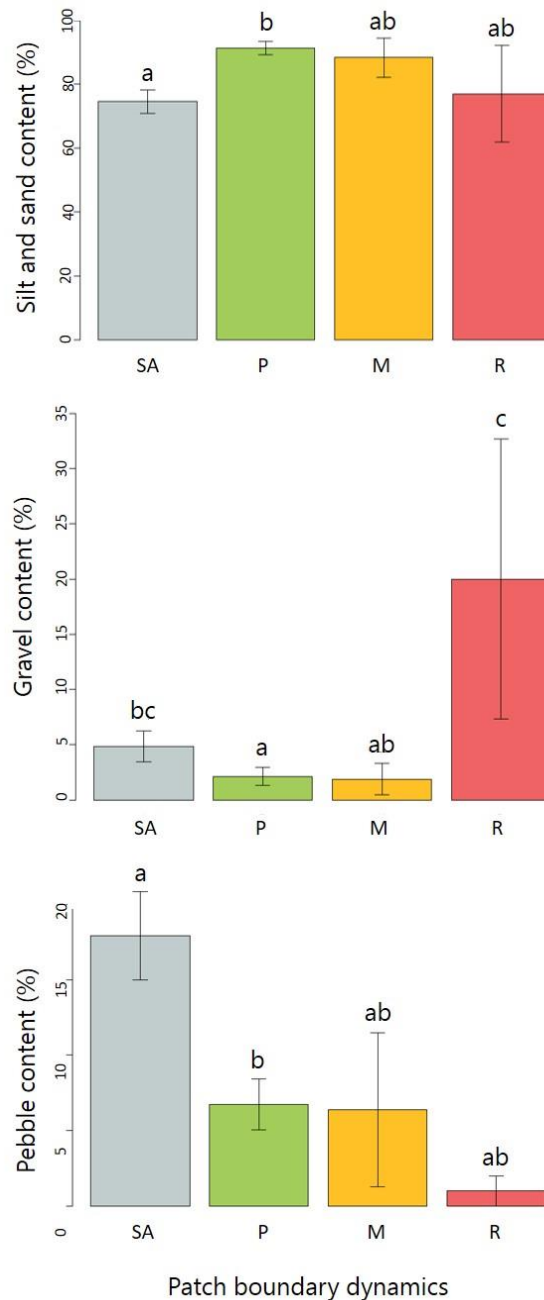 Silt and sand content (%)
100
80
60
40
20
0
a
b
ab
ab
SA P M R
Gravel content (%)
35
30
25
20
15
10
5
0
bc
a
ab
c
SA P M R
Pebble content (%)
20
15
10
5
0
a
b
ab
ab
SA P M R
Patch boundary dynamics